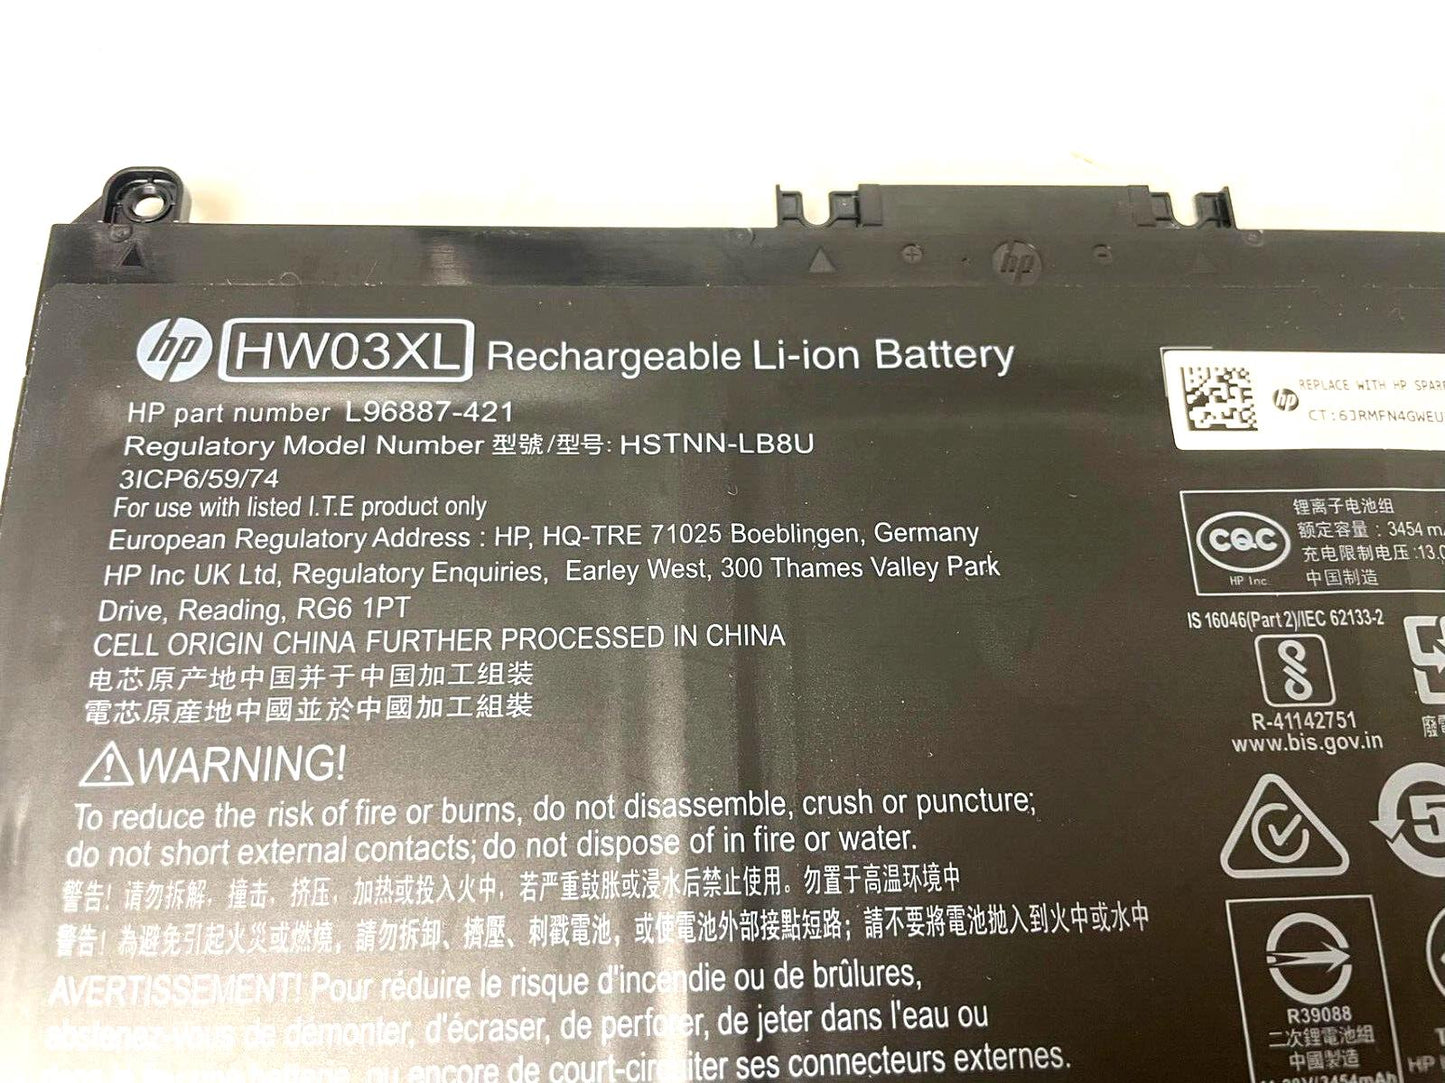 hp HW03XL Rechargeable Li-ion Battery
HP part number L96887-421
Regulatory Model Number 型號/型号: HSTNN-LB8U
3ICP6/59/74
For use with listed I.T.E product only
European Regulatory Address : HP, HQ-TRE 71025 Boeblingen, Germany
HP Inc UK Ltd, Regulatory Enquiries, Earley West, 300 Thames Valley Park
Drive, Reading, RG6 1PT
CELL ORIGIN CHINA FURTHER PROCESSED IN CHINA
电芯原产地中国并于中国加工组装
電芯原産地中國並於中國加工組裝
WARNING!
To reduce the risk of fire or burns, do not disassemble, crush or puncture;
do not short external contacts; do not dispose of in fire or water.
警告! 请勿拆解，撞击，挤压，加热或投入火中，若严重鼓胀或浸水后禁止使用。勿置于高温环境中
警告! 為避免引起火災或燃燒，請勿拆卸、擠壓、刺戳電池，或使電池外部接點短路；請不要將電池拋入到火中或水中
AVERTISSEMENT! Pour réduire le risque d'incendie ou de brûlures,
abstenez-vous de démonter, d'écraser, de perforer, de jeter dans l'eau ou
ou encore de court-circuiter ses connecteurs externes.
hp
hp
REPLACE WITH HP SPARE
CT:6JRMFN4GWEU
CQC
HP Inc.
锂离子电池组
额定容量：3454 m
充电限制电压:13.0
中国制造
IS 16046(Part 2)/IEC 62133-2
R-41142751
www.bis.gov.in
廢電
5
R39088
二次鋰電池組
中國製造
/3454mAh
HP